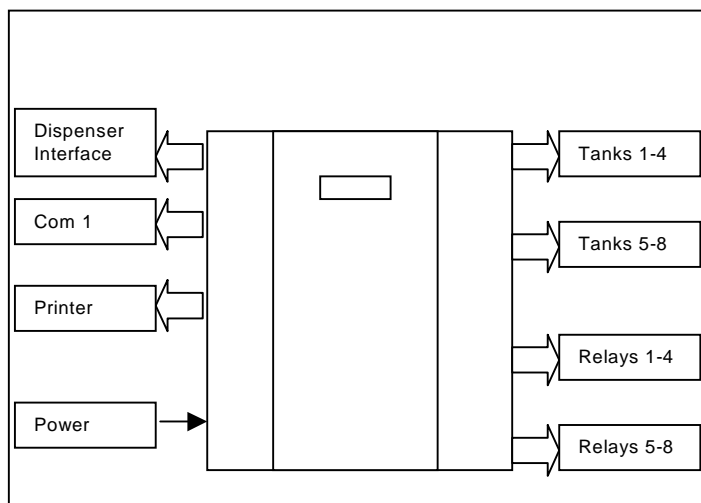 Dispenser
Interface
Com 1
Printer
Power
Tanks 1-4
Tanks 5-8
Relays 1-4
Relays 5-8